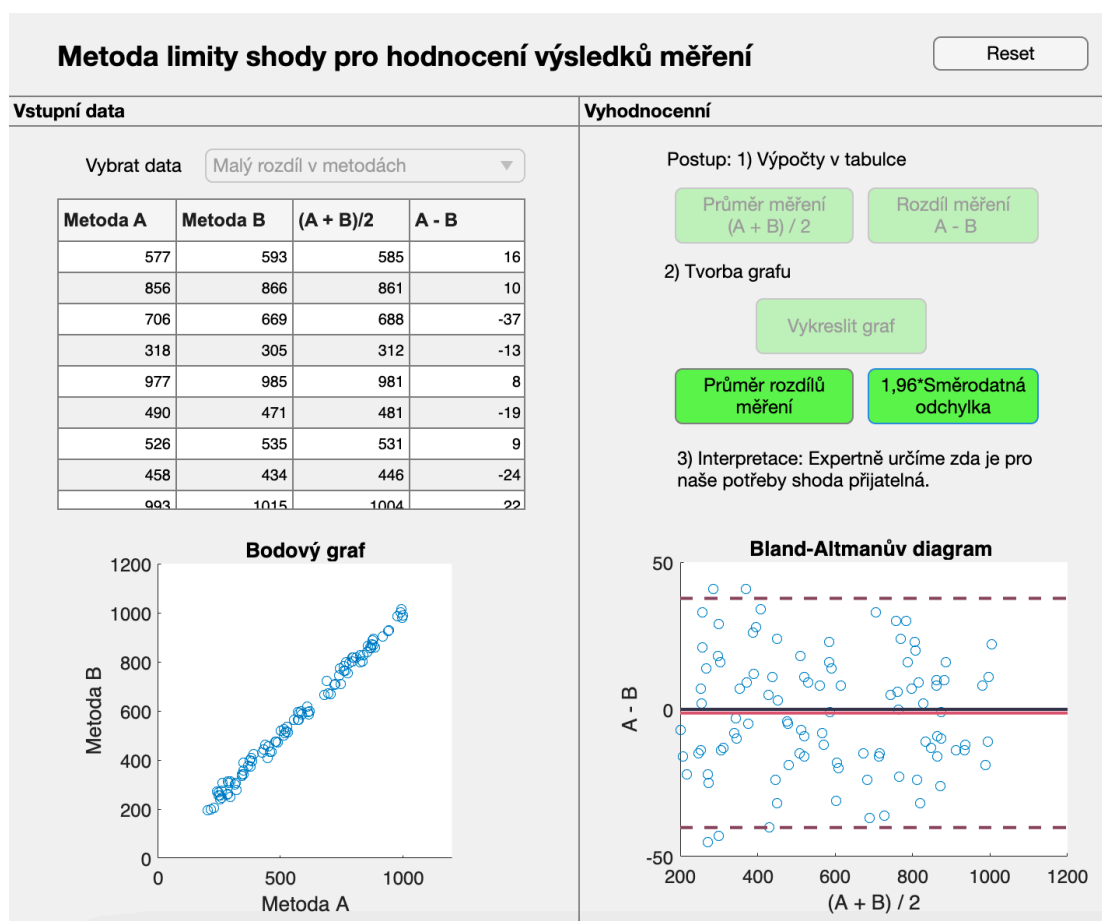 Metoda limity shody pro hodnocení výsledků měření
Reset
Vstupní data
Vybrat data
Malý rozdíl v metodách
Metoda A Metoda B (A + B)/2 A - B
577 593 585 16
856 866 861 10
706 669 688 -37
318 305 312 -13
977 985 981 8
490 471 481 -19
526 535 531 9
458 434 446 -24
993 1015 1004 22
Bodový graf
1200
1000
800
600
400
200
0
Metoda B
0 500 1000
Metoda A
Vyhodnocenní
Postup: 1) Výpočty v tabulce
Průměr měření
(A + B) / 2
Rozdíl měření
A - B
2) Tvorba grafu
Vykreslit graf
Průměr rozdílů
měření
1,96*Směrodatná
odchylka
3) Interpretace: Expertně určíme zda je pro
naše potřeby shoda přijatelná.
Bland-Altmanův diagram
50
0
-50
A - B
200 400 600 800 1000 1200
(A + B) / 2